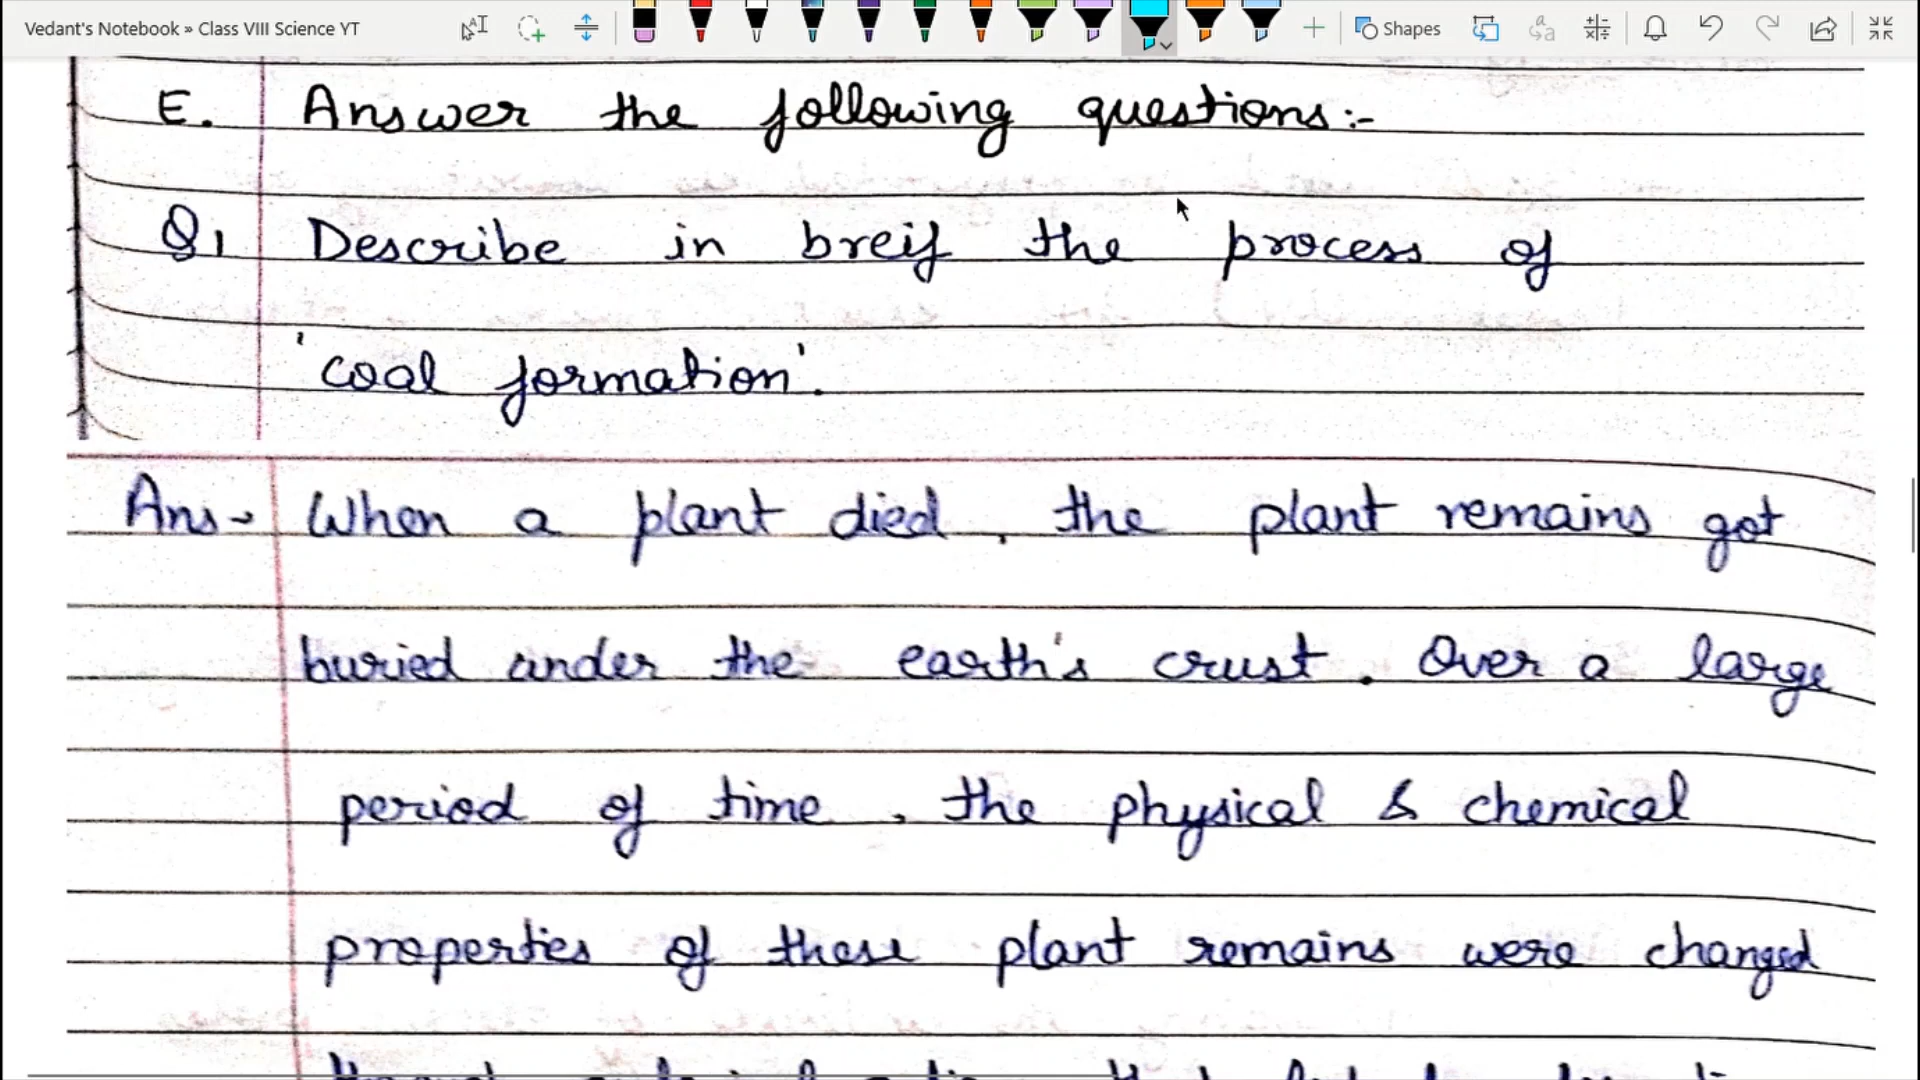 Vedant's Notebook » Class VIII Science YT
Shapes
E. Answer the following questions:-
Q1 Describe in breif the process of
'coal formation'.
Ans→ When a plant died, the plant remains got
buried under the earth's crust. Over a large
period of time, the physical & chemical
properties of these plant remains were changed